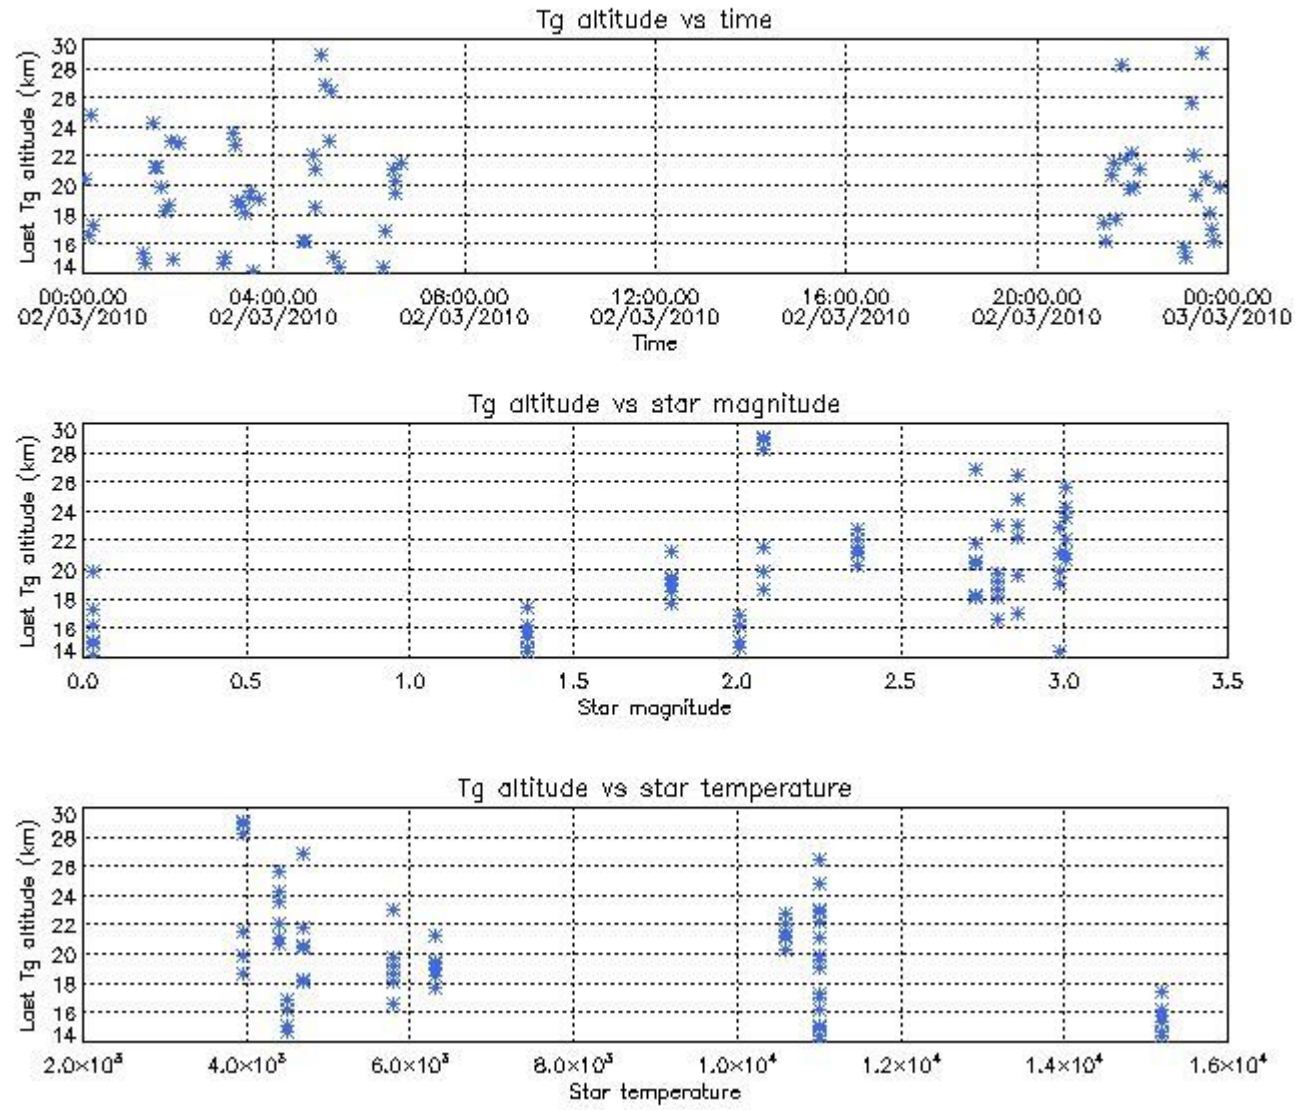 Tg altitude vs time
Last Tg altitude (km)
30
28
26
24
22
20
18
16
14
00:00.00 04:00.00 08:00.00 12:00.00 16:00.00 20:00.00 00:00.00
02/03/2010 02/03/2010 02/03/2010 02/03/2010 02/03/2010 02/03/2010 03/03/2010
Time
Tg altitude vs star magnitude
Last Tg altitude (km)
30
28
26
24
22
20
18
16
14
0.0 0.5 1.0 1.5 2.0 2.5 3.0 3.5
Star magnitude
Tg altitude vs star temperature
Last Tg altitude (km)
30
28
26
24
22
20
18
16
14
2.0×10³ 4.0×10³ 6.0×10³ 8.0×10³ 1.0×10⁴ 1.2×10⁴ 1.4×10⁴ 1.6×10⁴
Star temperature